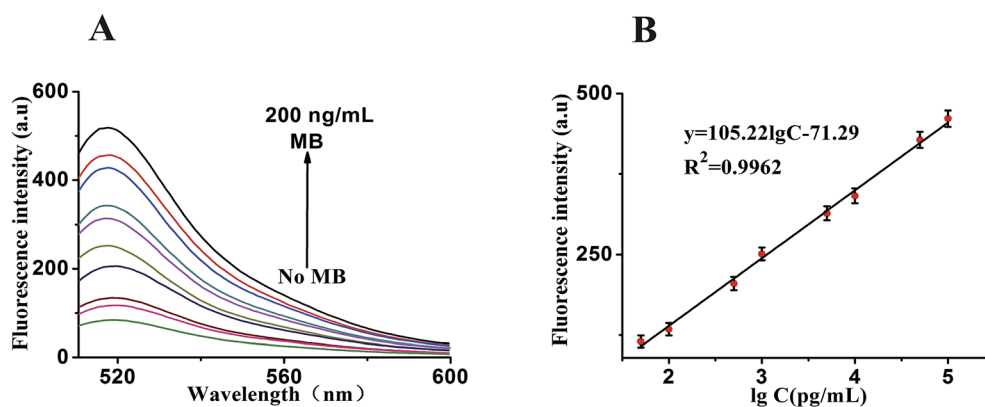 A
Fluorescence intensity (a.u)
600
400
200
0
200 ng/mL
MB
No MB
520
560
600
Wavelength（nm）
B
Fluorescence intensity (a.u)
500
250
y=105.22lgC-71.29
R²=0.9962
2
3
4
5
lg C(pg/mL)